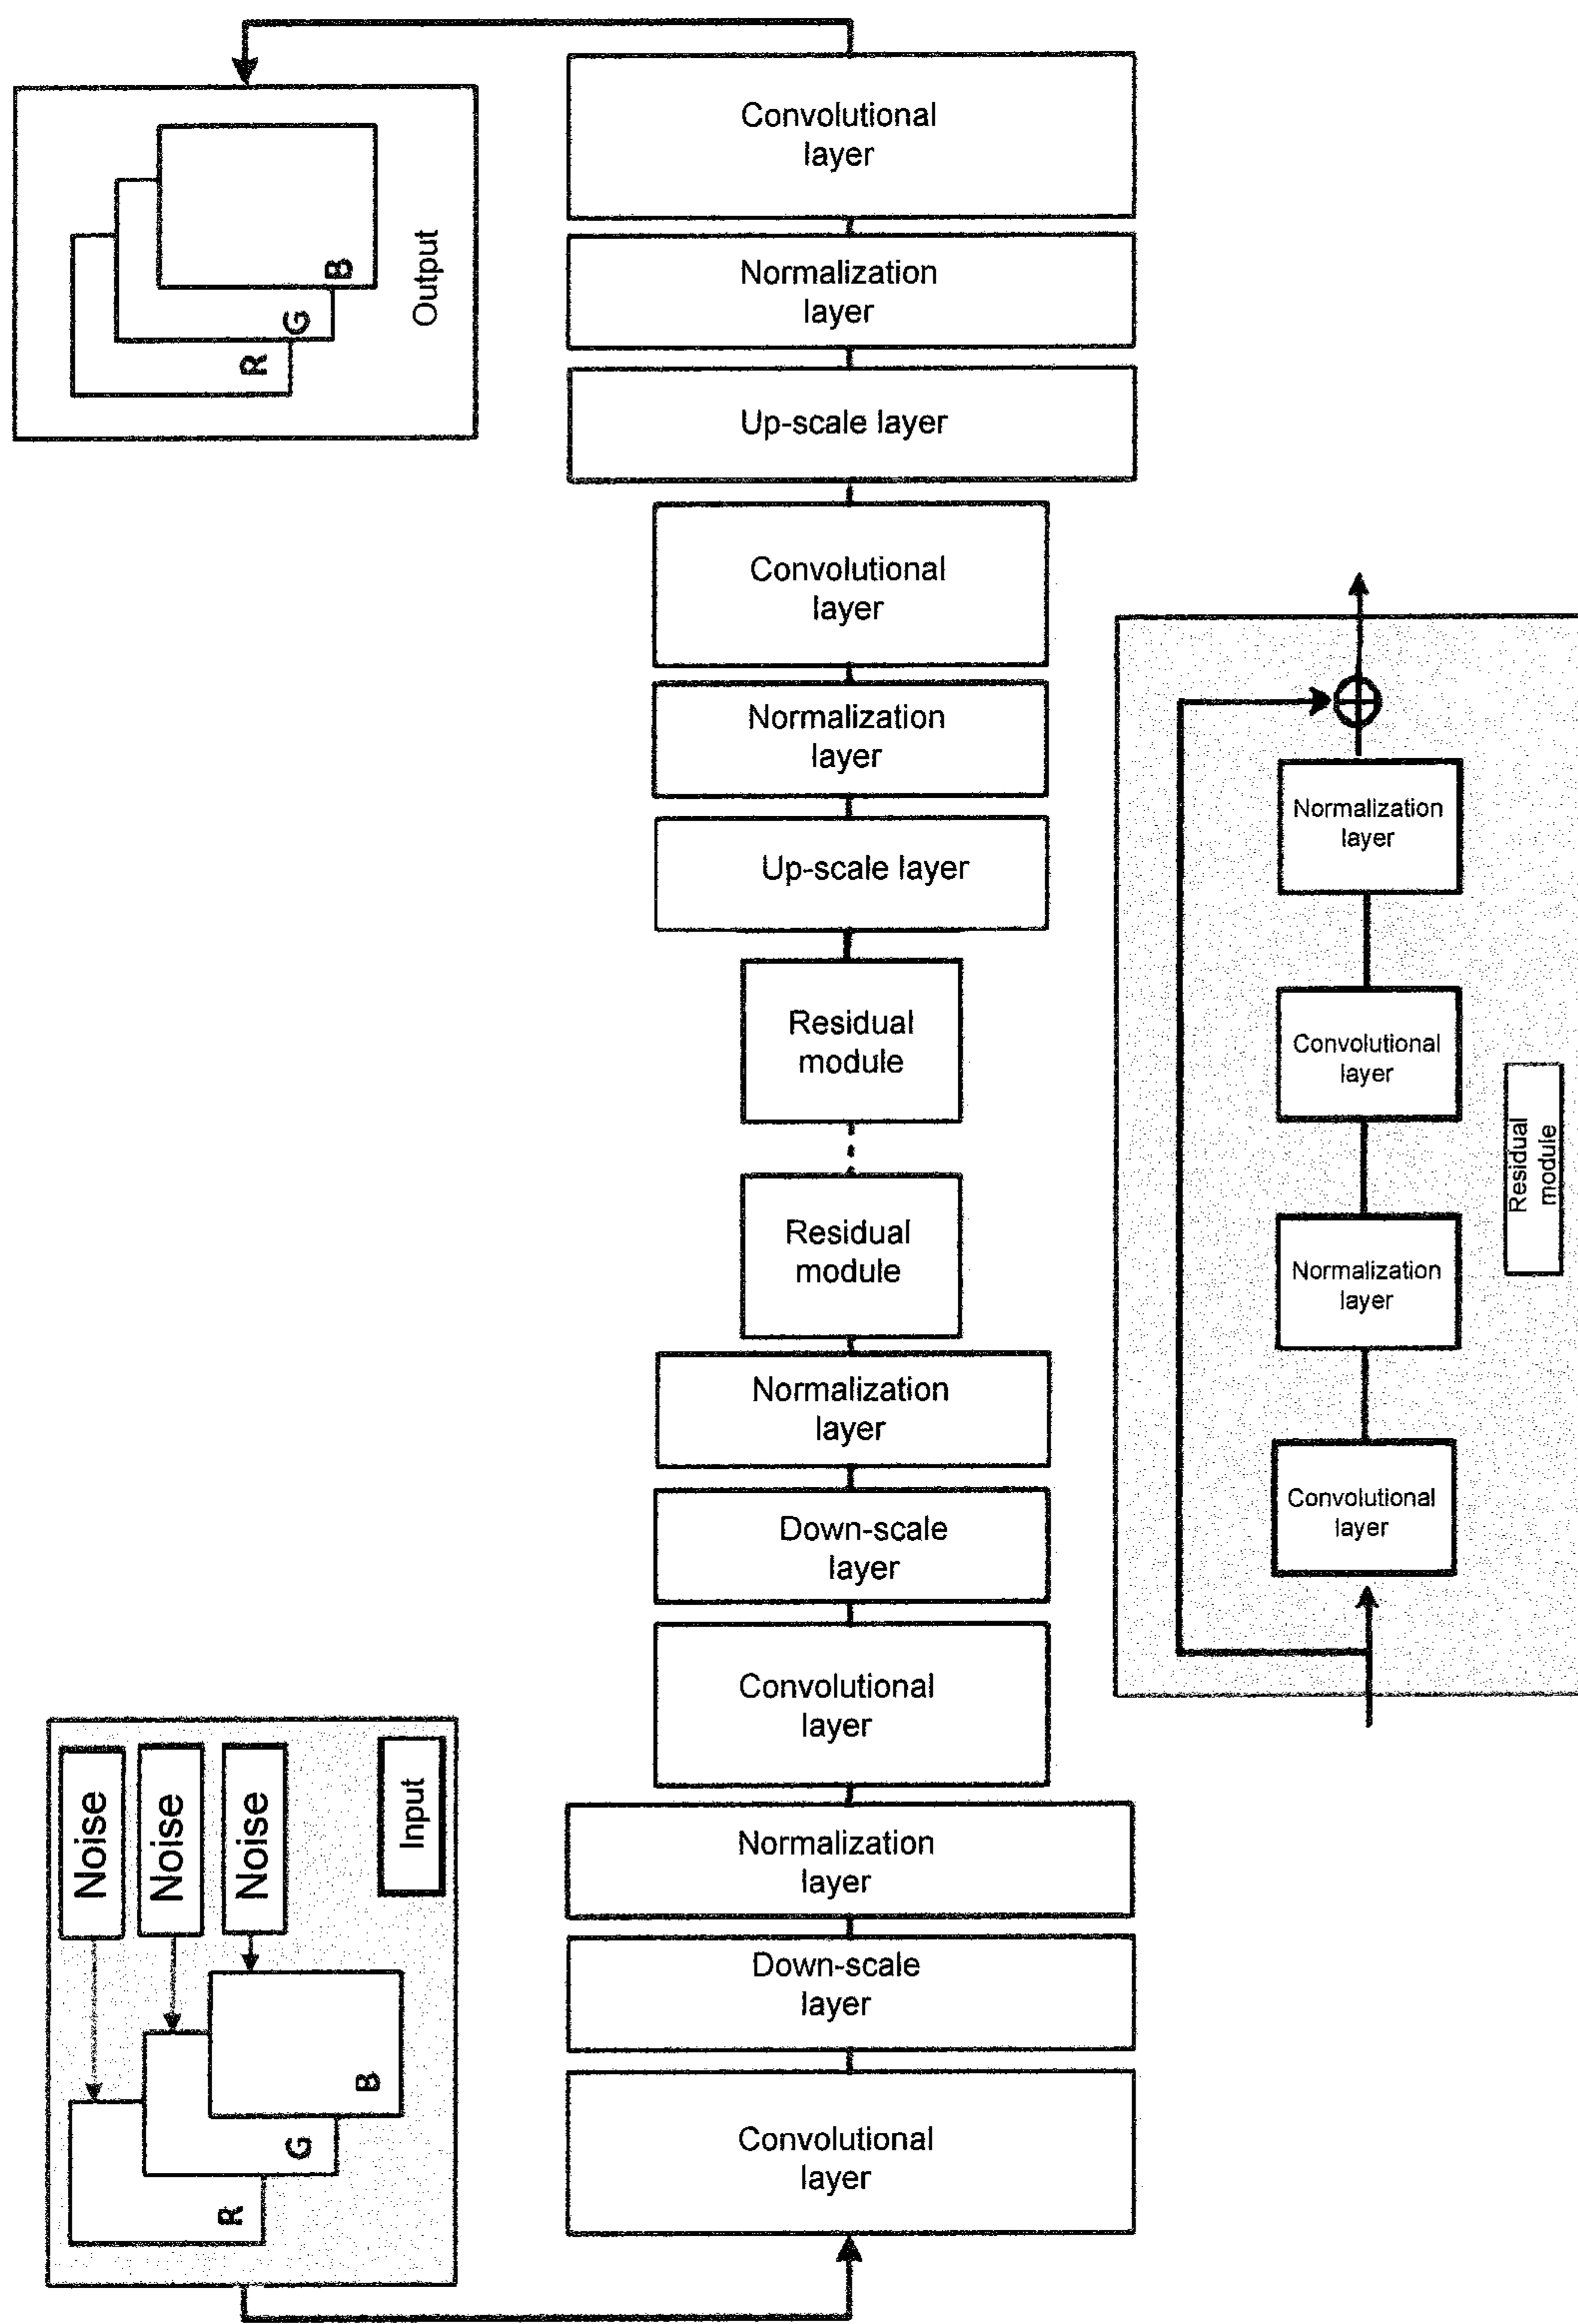 Convolutional
layer
Normalization
layer
Up-scale layer
Convolutional
layer
Normalization
layer
Up-scale layer
Residual
module
Residual
module
Normalization
layer
Down-scale
layer
Convolutional
layer
Normalization
layer
Down-scale
layer
Convolutional
layer
R
G
B
Output
Noise
Noise
Noise
Input
R
G
B
Normalization
layer
Convolutional
layer
Normalization
layer
Convolutional
layer
Residual
module